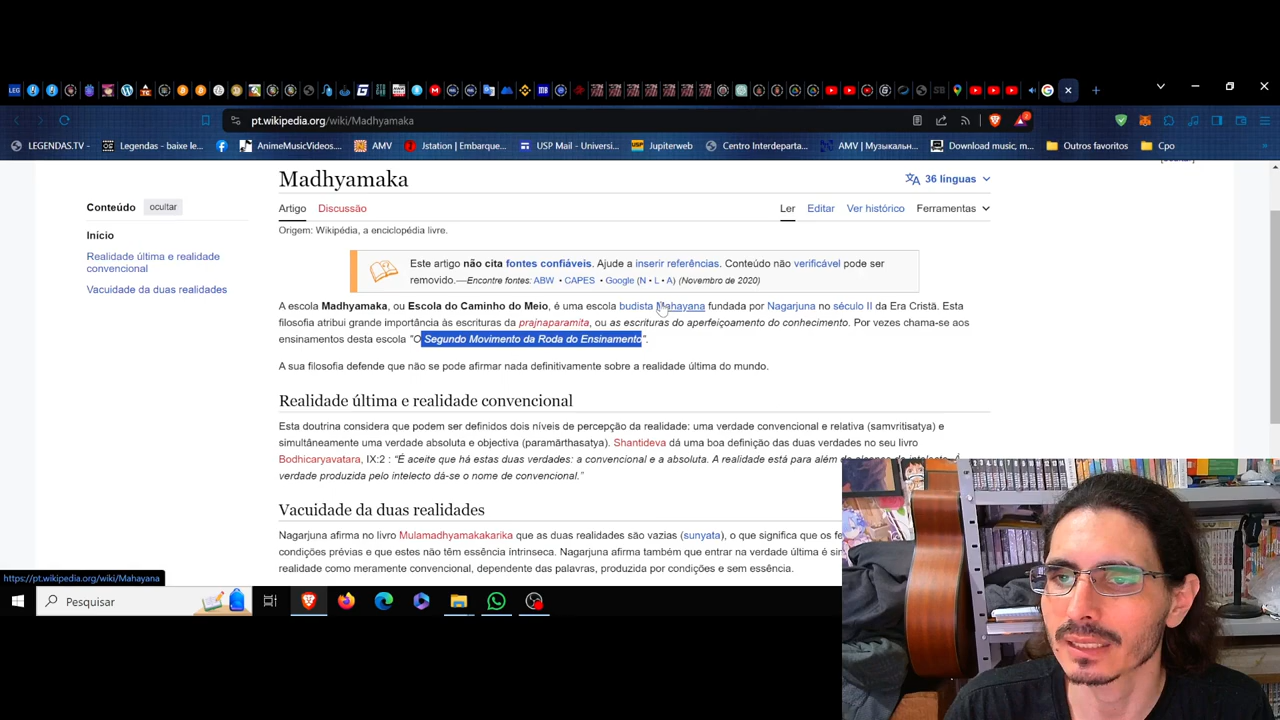 LEG
pt.wikipedia.org/wiki/Madhyamaka
2
LEGENDAS.TV -
Legendas - baixe le...
AnimeMusicVideos....
AMV
Jstation | Embarque...
USP Mail - Universi...
Jupiterweb
Centro Interdeparta...
AMV | Музыкальн...
Download music, m...
Outros favoritos
Cpo
Madhyamaka
36 línguas
Conteúdo
ocultar
Artigo
Discussão
Ler
Editar
Ver histórico
Ferramentas
Origem: Wikipédia, a enciclopédia livre.
Início
Realidade última e realidade
convencional
Vacuidade da duas realidades
Este artigo não cita fontes confiáveis. Ajude a inserir referências. Conteúdo não verificável pode ser
removido.—Encontre fontes: ABW • CAPES • Google (N • L • A) (Novembro de 2020)
A escola Madhyamaka, ou Escola do Caminho do Meio, é uma escola budista Mahayana fundada por Nagarjuna no século II da Era Cristã. Esta
filosofia atribui grande importância às escrituras da prajnaparamita, ou as escrituras do aperfeiçoamento do conhecimento. Por vezes chama-se aos
ensinamentos desta escola "O Segundo Movimento da Roda do Ensinamento".
A sua filosofia defende que não se pode afirmar nada definitivamente sobre a realidade última do mundo.
Realidade última e realidade convencional
Esta doutrina considera que podem ser definidos dois níveis de percepção da realidade: uma verdade convencional e relativa (samvritisatya) e
simultâneamente uma verdade absoluta e objectiva (paramārthasatya). Shantideva dá uma boa definição das duas verdades no seu livro
Bodhicaryavatara, IX:2 : “É aceite que há estas duas verdades: a convencional e a absoluta. A realidade está para além do alcance do intelecto. A
verdade produzida pelo intelecto dá-se o nome de convencional.”
Vacuidade da duas realidades
Nagarjuna afirma no livro Mulamadhyamakakarika que as duas realidades são vazias (sunyata), o que significa que os
condições prévias e que estes não têm essência intrínseca. Nagarjuna afirma também que entrar na verdade última é
realidade como meramente convencional, dependente das palavras, produzida por condições e sem essência.
https://pt.wikipedia.org/wiki/Mahayana
Pesquisar